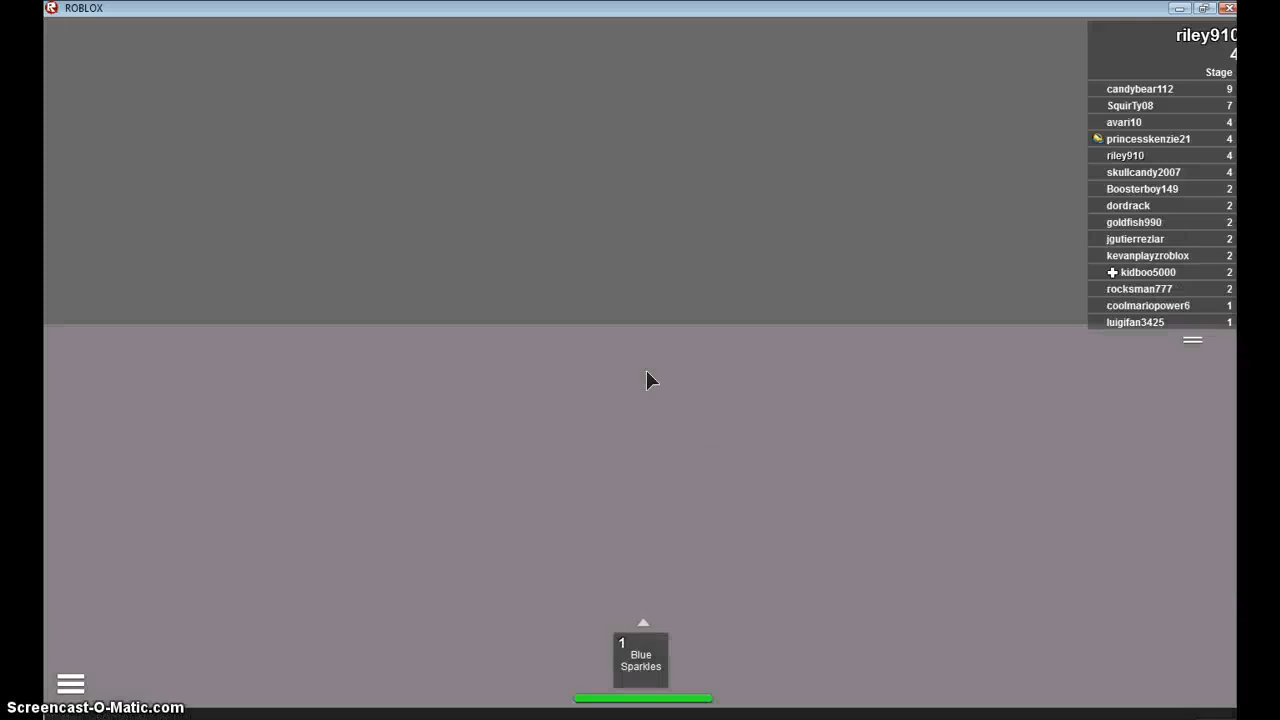 ROBLOX
riley910
4
Stage
candybear112 9
SquirTy08 7
avari10 4
princesskenzie21 4
riley910 4
skullcandy2007 4
Boosterboy149 2
dordrack 2
goldfish990 2
jgutierrezlar 2
kevanplayzroblox 2
kidboo5000 2
rocksman777 2
coolmariopower6 1
luigifan3425 1
1
Blue
Sparkles
Screencast-O-Matic.com